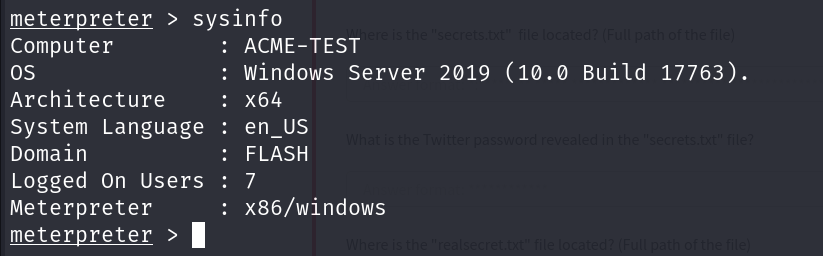 meterpreter > sysinfo
Where is the "secrets.txt" file located? (Full path of the file)
Computer        : ACME-TEST
OS              : Windows Server 2019 (10.0 Build 17763).
Architecture    : x64
System Language : en_US
What is the Twitter password revealed in the "secrets.txt" file?
Domain          : FLASH
Logged On Users : 7
Meterpreter     : x86/windows
meterpreter >
Where is the "realsecret.txt" file located? (Full path of the file)